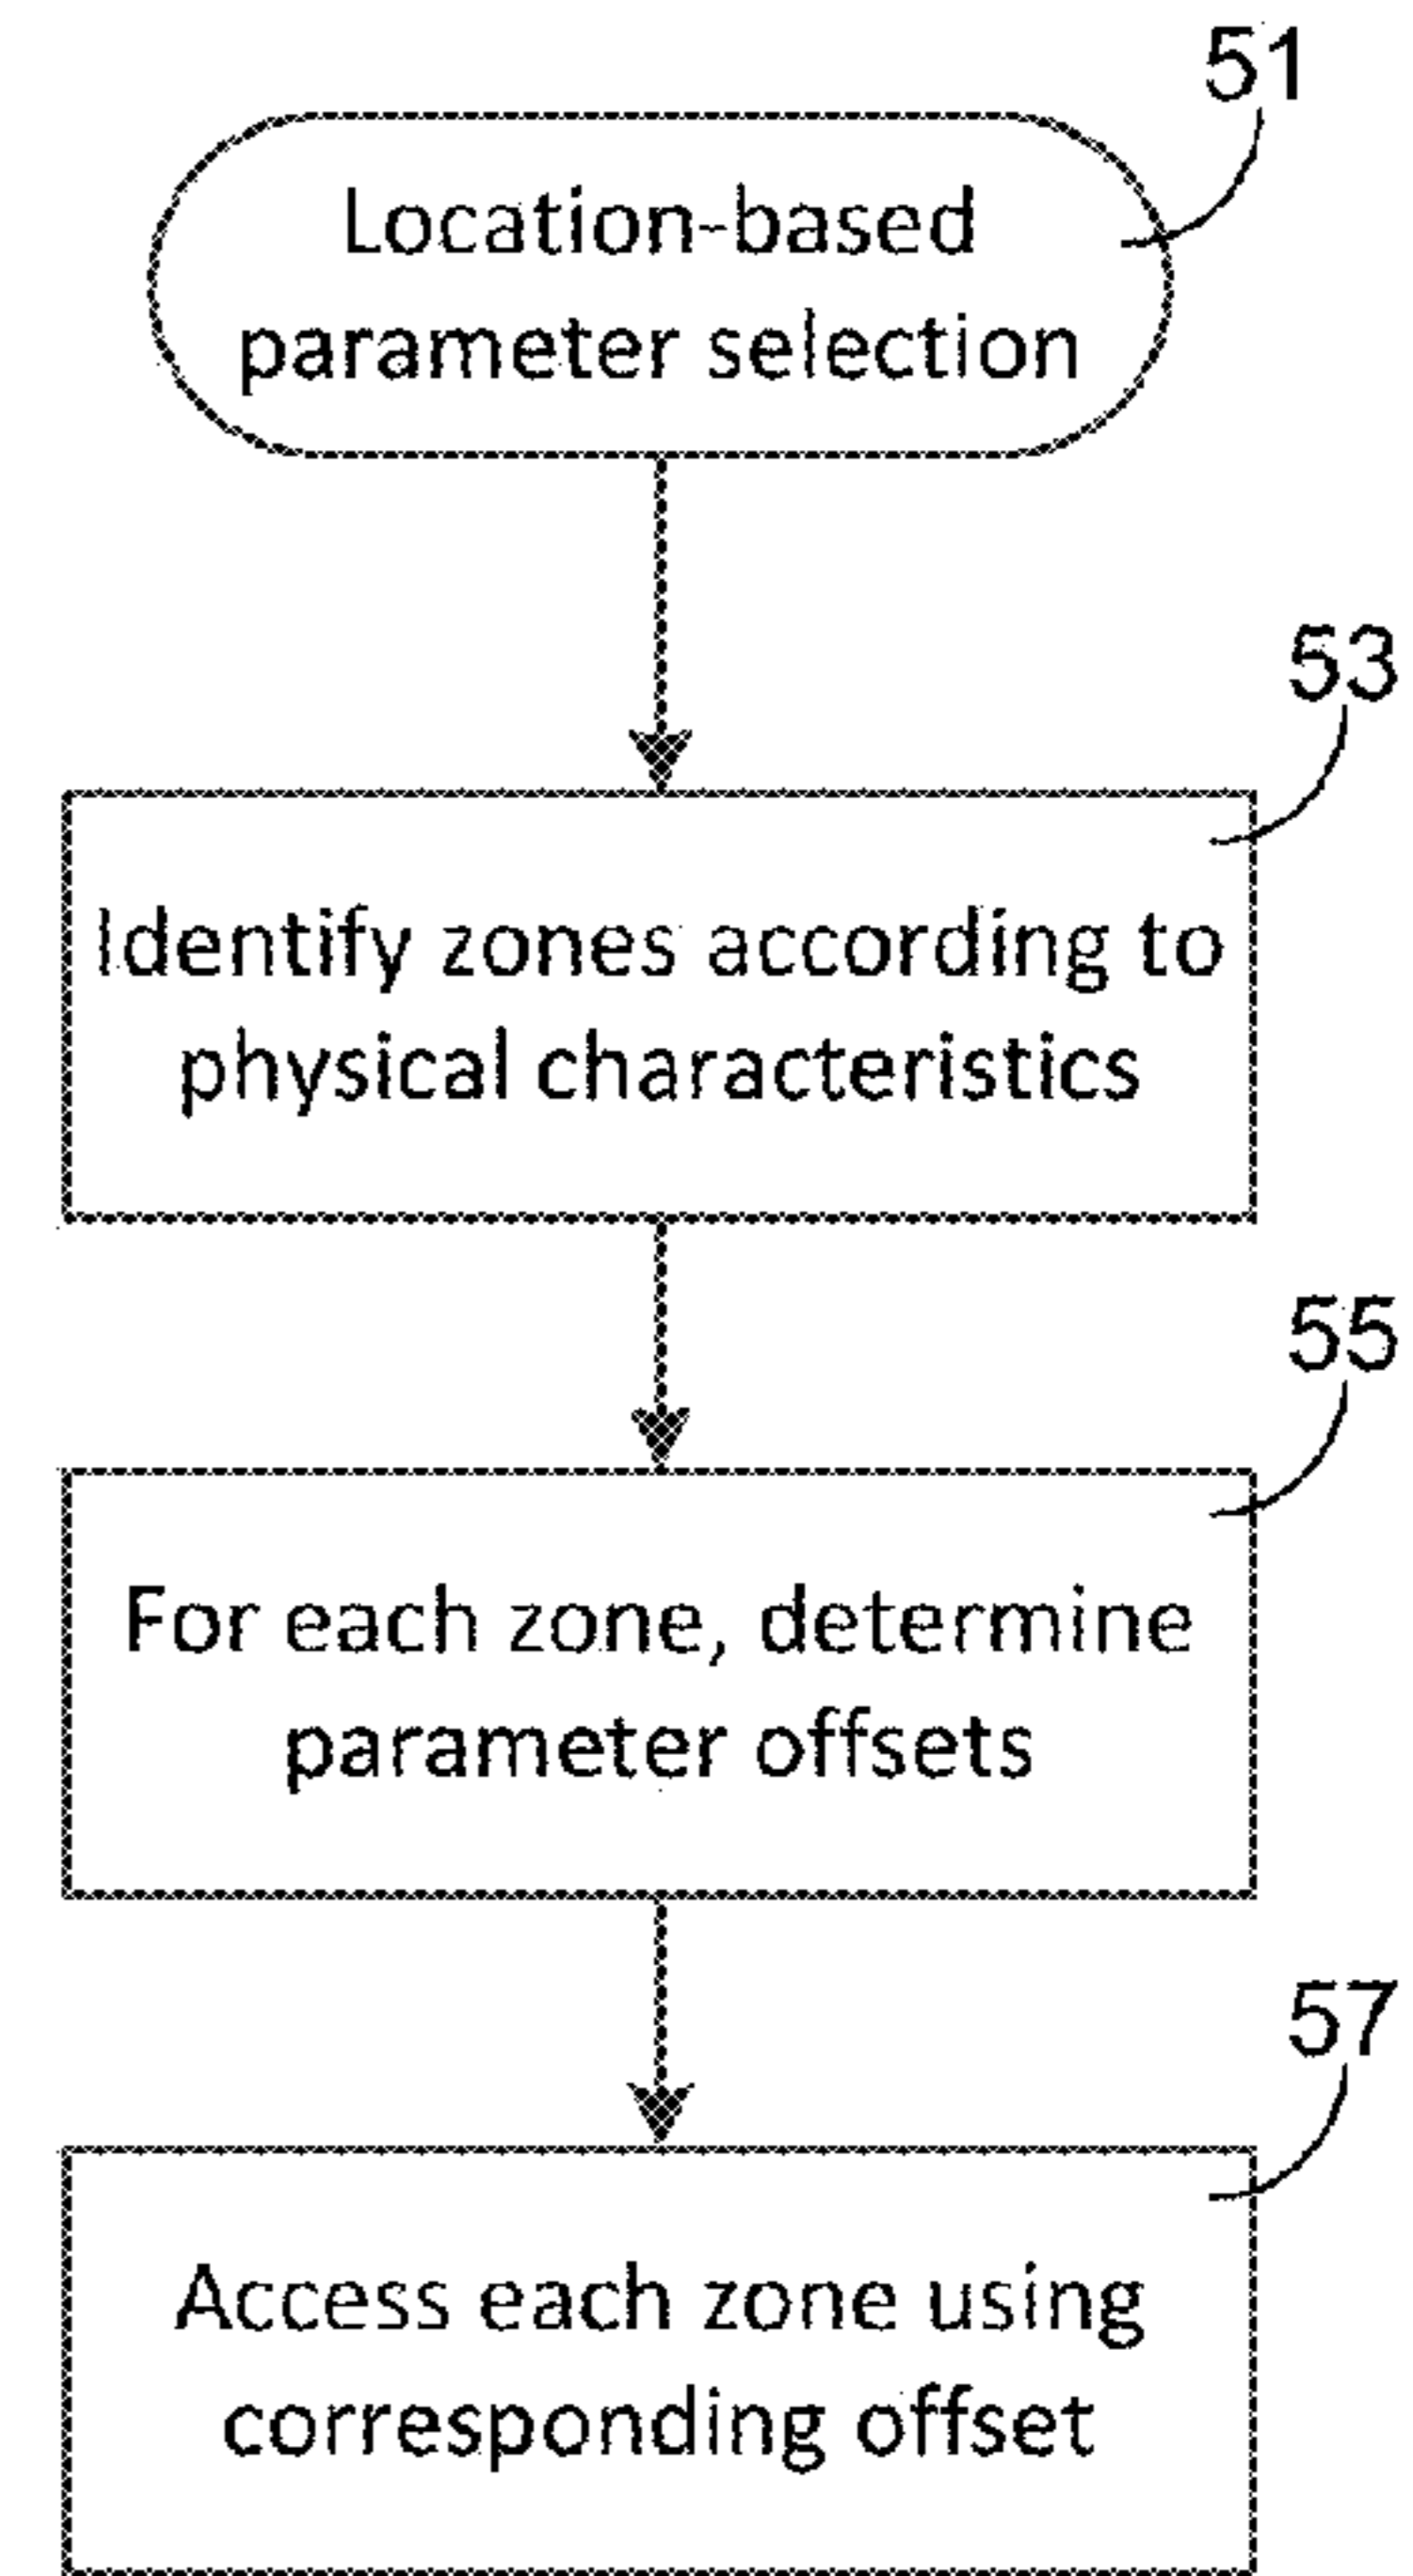 51
Location-based
parameter selection
53
Identify zones according to
physical characteristics
55
For each zone, determine
parameter offsets
57
Access each zone using
corresponding offset